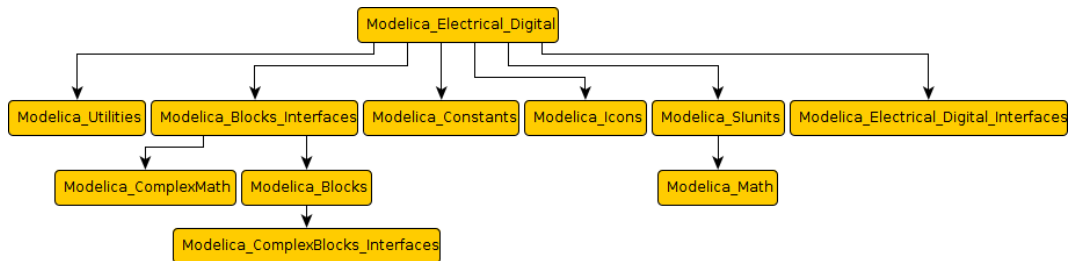 Modelica_Electrical_Digital
Modelica_Utilities
Modelica_Blocks_Interfaces
Modelica_Constants
Modelica_Icons
Modelica_SIunits
Modelica_Electrical_Digital_Interfaces
Modelica_ComplexMath
Modelica_Blocks
Modelica_Math
Modelica_ComplexBlocks_Interfaces